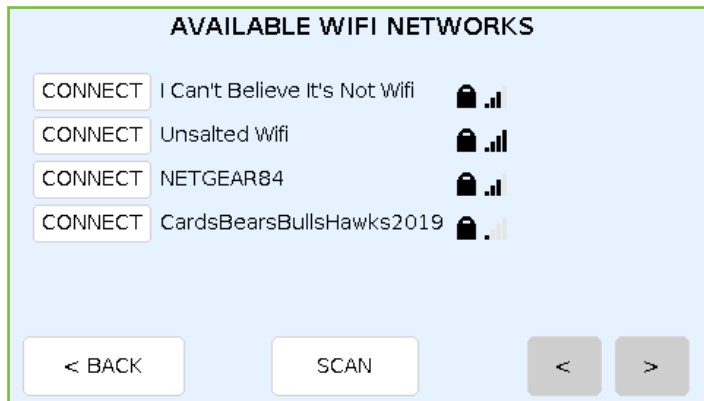 AVAILABLE WIFI NETWORKS
CONNECT I Can't Believe It's Not Wifi
CONNECT Unsalted Wifi
CONNECT NETGEAR84
CONNECT CardsBearsBullsHawks2019
< BACK SCAN < >